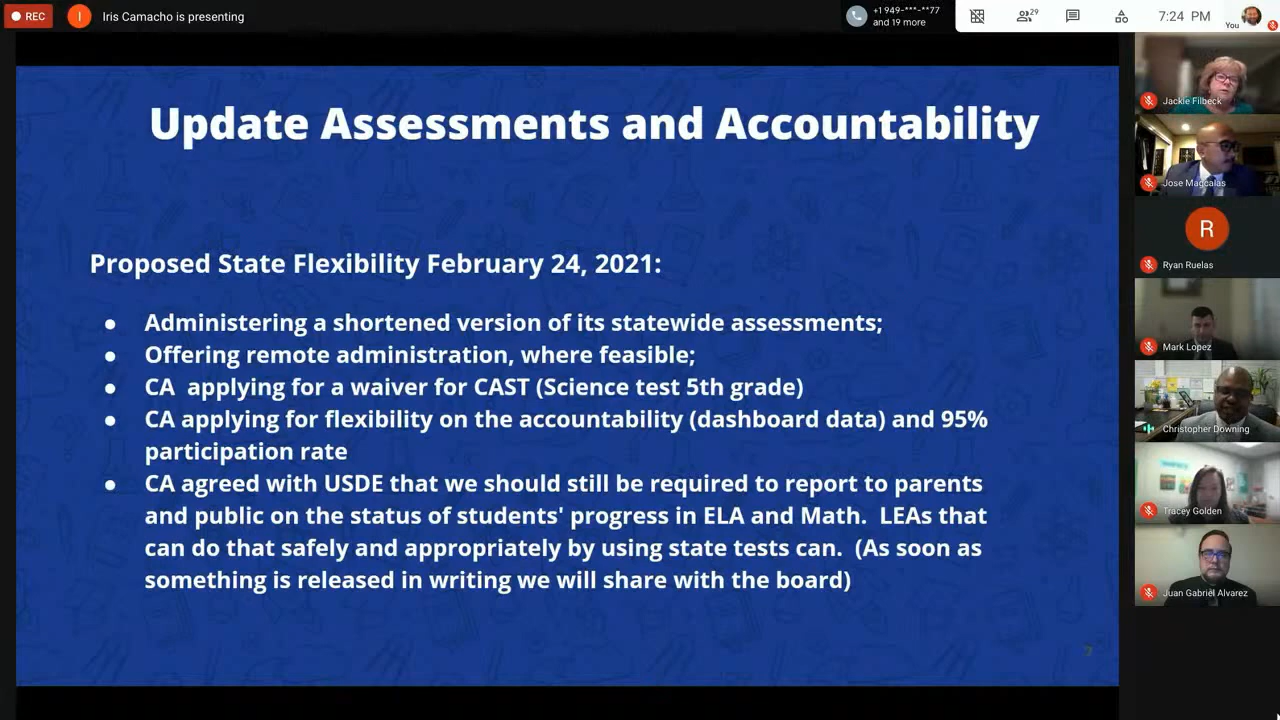 REC
I
Iris Camacho is presenting
+1 949-***-**77
and 19 more
29
7:24 PM
You
Update Assessments and Accountability
Proposed State Flexibility February 24, 2021:
● Administering a shortened version of its statewide assessments;
● Offering remote administration, where feasible;
● CA  applying for a waiver for CAST (Science test 5th grade)
● CA applying for flexibility on the accountability (dashboard data) and 95%
participation rate
● CA agreed with USDE that we should still be required to report to parents
and public on the status of students' progress in ELA and Math.  LEAs that
can do that safely and appropriately by using state tests can.  (As soon as
something is released in writing we will share with the board)
7
Jackie Filbeck
Jose Magcalas
R
Ryan Ruelas
Mark Lopez
Christopher Downing
Tracey Golden
Juan Gabriel Alvarez